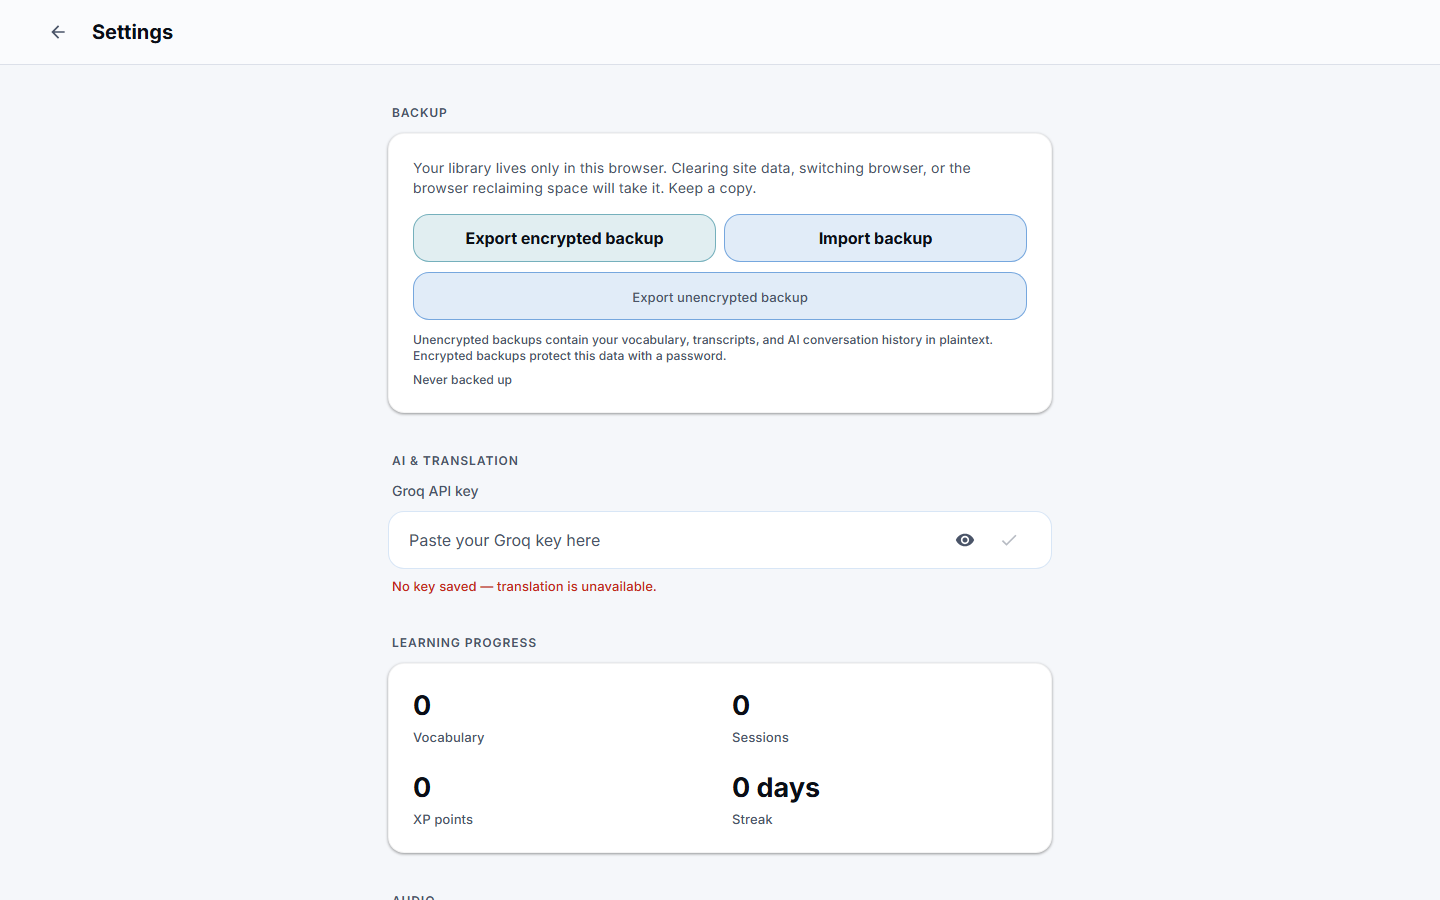 Settings
BACKUP
Your library lives only in this browser. Clearing site data, switching browser, or the
browser reclaiming space will take it. Keep a copy.
Export encrypted backup
Import backup
Export unencrypted backup
Unencrypted backups contain your vocabulary, transcripts, and AI conversation history in plaintext.
Encrypted backups protect this data with a password.
Never backed up
AI & TRANSLATION
Groq API key
Paste your Groq key here
No key saved — translation is unavailable.
LEARNING PROGRESS
0
Vocabulary
0
Sessions
0
XP points
0 days
Streak
AUDIO